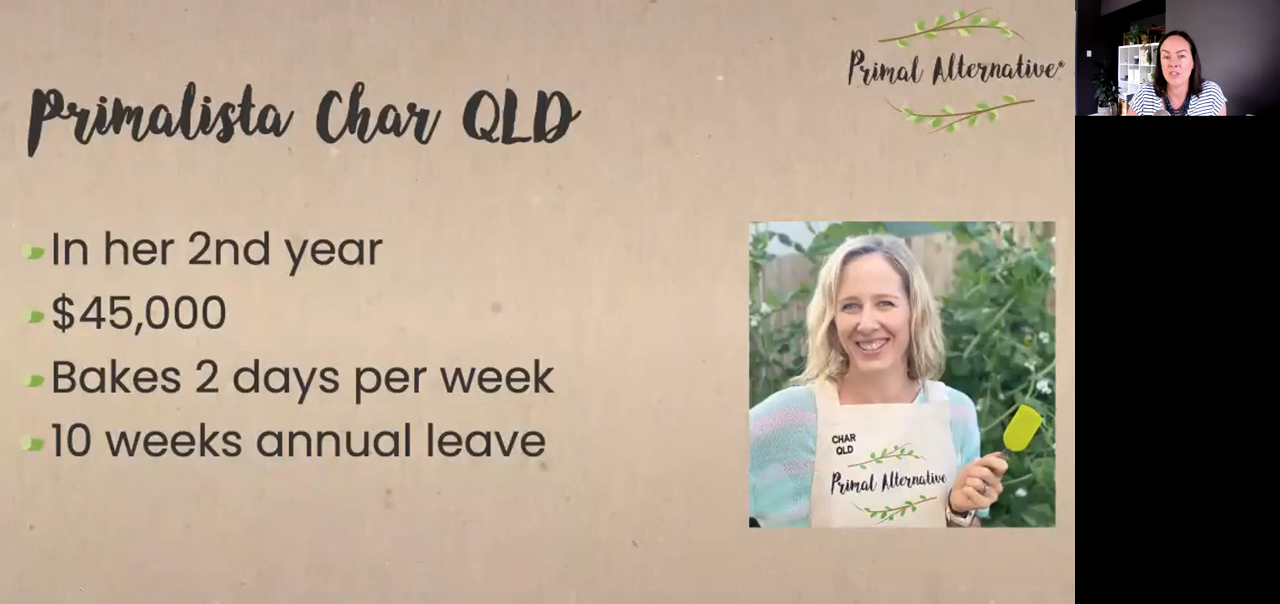 Primal Alternative®
Primalista Char QLD
In her 2nd year
$45,000
Bakes 2 days per week
10 weeks annual leave
CHAR
QLD
Primal Alternative